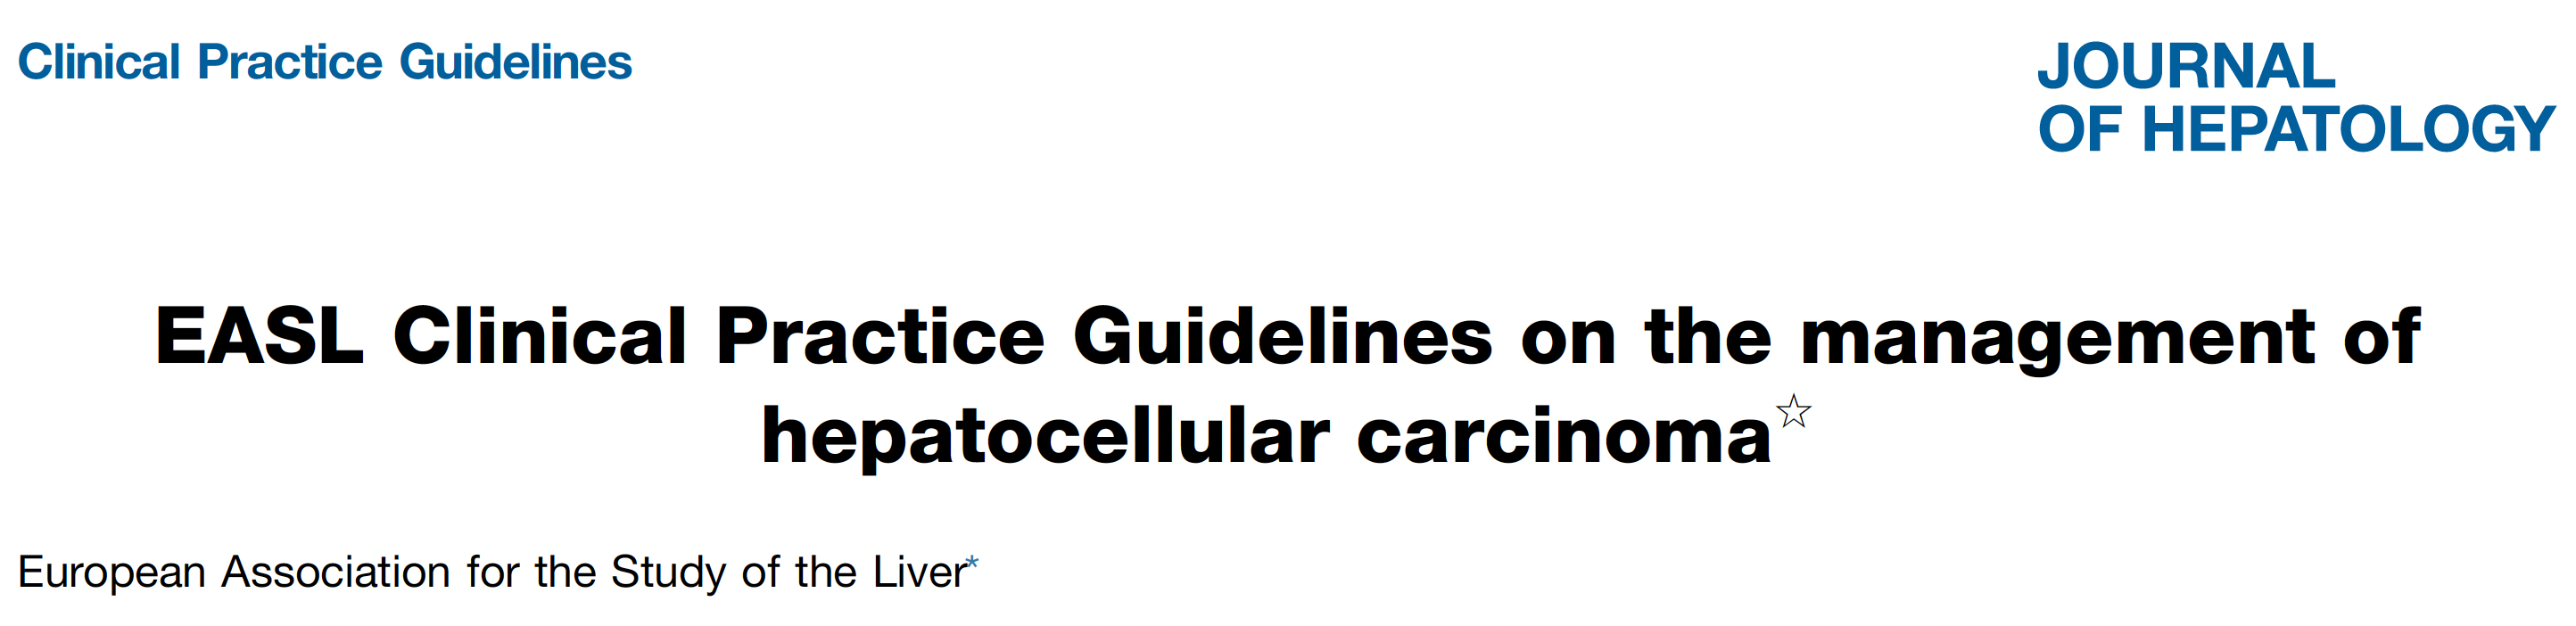 Clinical Practice Guidelines
JOURNAL
OF HEPATOLOGY
EASL Clinical Practice Guidelines on the management of
hepatocellular carcinoma☆
European Association for the Study of the Liver*